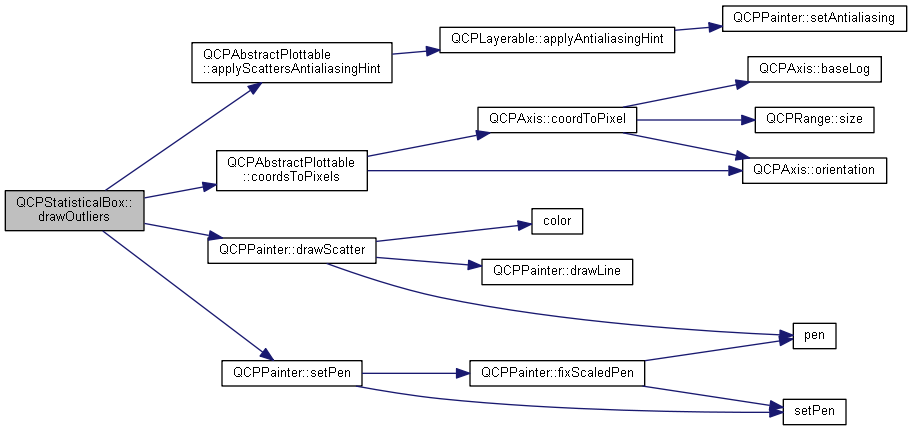 QCPStatisticalBox::
drawOutliers
QCPAbstractPlottable
::applyScattersAntialiasingHint
QCPLayerable::applyAntialiasingHint
QCPPainter::setAntialiasing
QCPAbstractPlottable
::coordsToPixels
QCPAxis::coordToPixel
QCPAxis::baseLog
QCPRange::size
QCPAxis::orientation
QCPPainter::drawScatter
color
QCPPainter::drawLine
pen
QCPPainter::setPen
QCPPainter::fixScaledPen
setPen